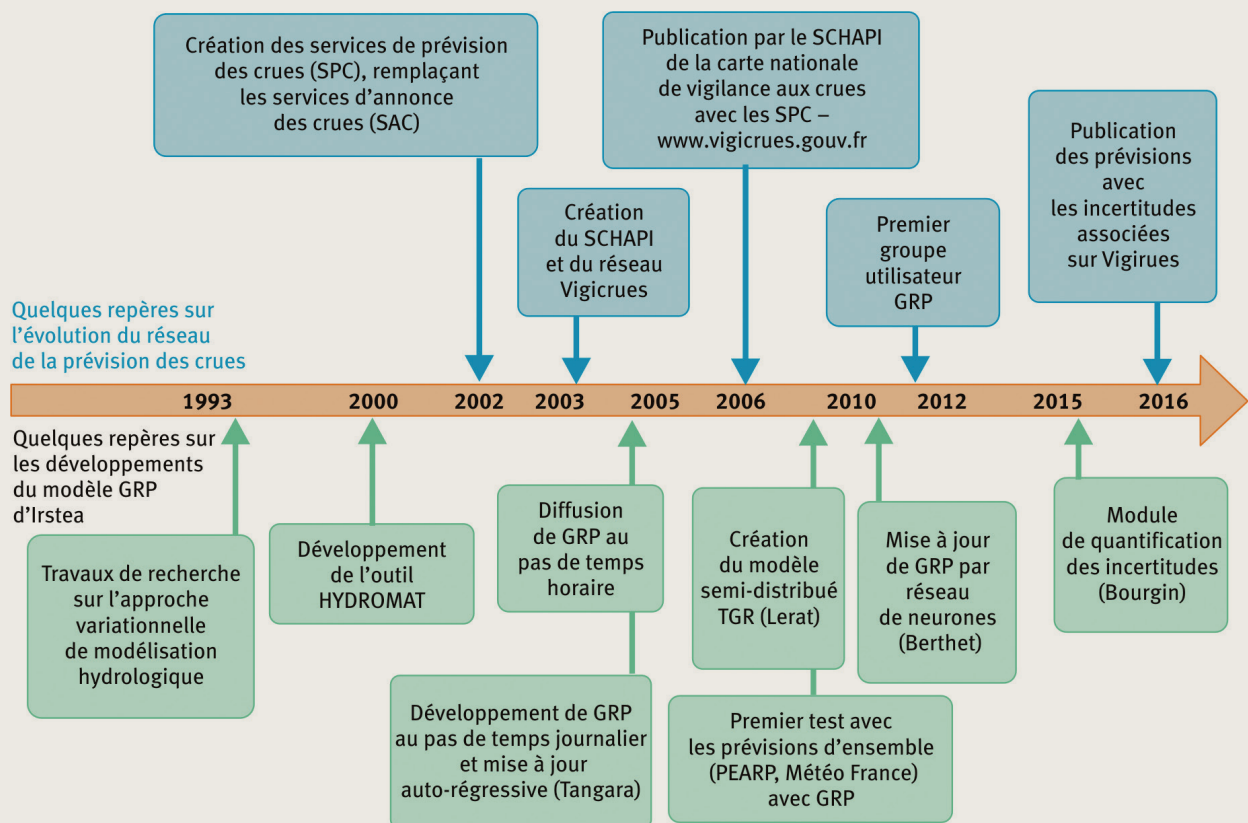 Création des services de prévision
des crues (SPC), remplaçant
les services d'annonce
des crues (SAC)
Publication par le SCHAPI
de la carte nationale
de vigilance aux crues
avec les SPC –
www.vigicrues.gouv.fr
Publication
des prévisions
avec
les incertitudes
associées
sur Vigirues
Création
du SCHAPI
et du réseau
Vigicrues
Premier
groupe
utilisateur
GRP
Quelques repères sur
l'évolution du réseau
de la prévision des crues
1993 2000 2002 2003 2005 2006 2010 2012 2015 2016
Quelques repères sur
les développements
du modèle GRP
d'Irstea
Travaux de recherche
sur l'approche
variationnelle
de modélisation
hydrologique
Développement
de l'outil
HYDROMAT
Diffusion
de GRP au
pas de temps
horaire
Création
du modèle
semi-distribué
TGR (Lerat)
Mise à jour
de GRP par
réseau
de neurones
(Berthet)
Module
de quantification
des incertitudes
(Bourgin)
Développement de GRP
au pas de temps journalier
et mise à jour
auto-régressive (Tangara)
Premier test avec
les prévisions d'ensemble
(PEARP, Météo France)
avec GRP